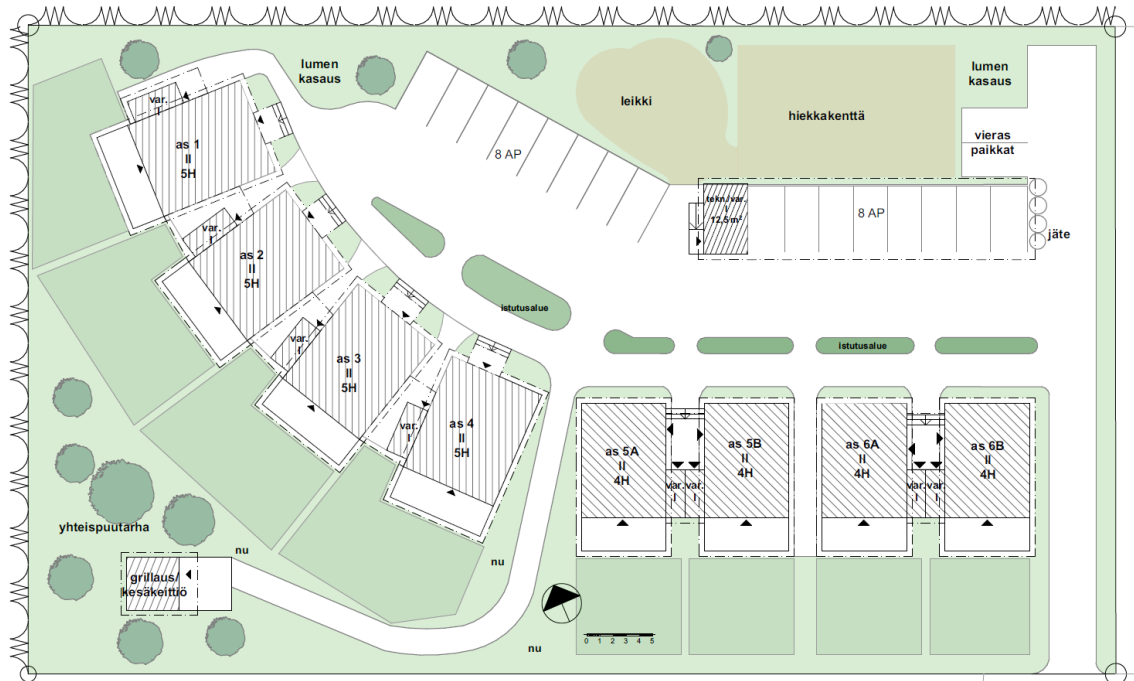 lumen
kasaus
leikki
hiekkakenttä
lumen
kasaus
vieras
paikkat
8 AP
tekn./var.
I
12,5 m²
8 AP
jäte
var.
I
as 1
II
5H
var.
I
as 2
II
5H
var.
I
as 3
II
5H
var.
I
as 4
II
5H
istutusalue
istutusalue
as 5A
II
4H
var.
I
var.
I
as 5B
II
4H
as 6A
II
4H
var.
I
var.
I
as 6B
II
4H
yhteispuutarha
grillaus/
kesäkeittiö
nu
nu
nu
0 1 2 3 4 5